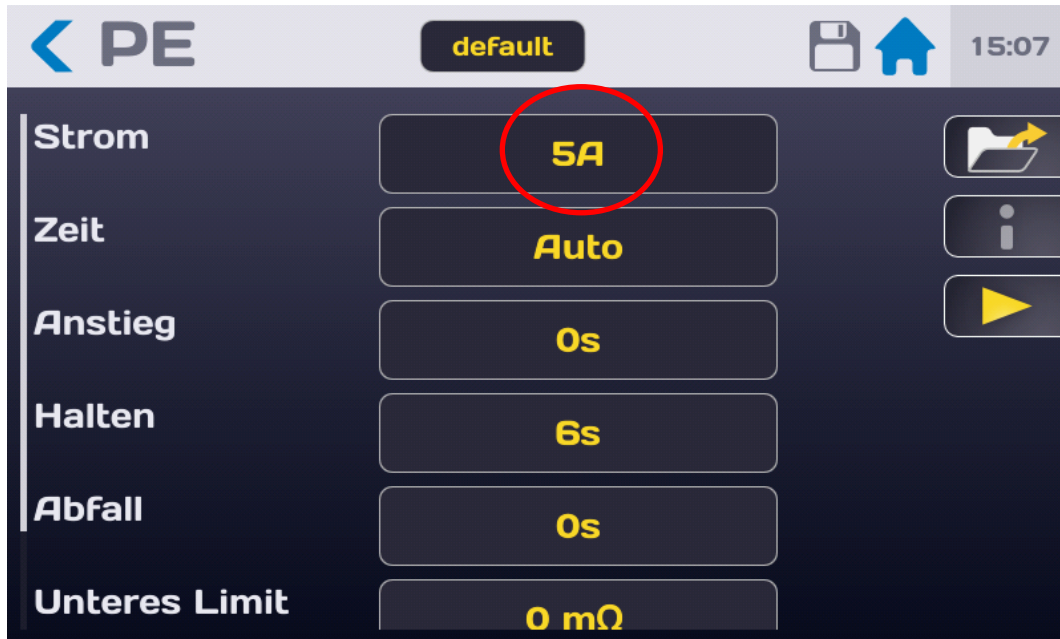 PE default 15:07
Strom 5A
Zeit Auto
Anstieg 0s
Halten 6s
Abfall 0s
Unteres Limit 0 mΩ